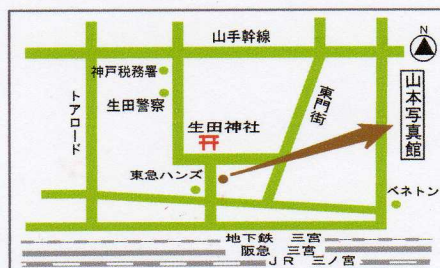 山手幹線
N
神戸税務署
生田警察
トアロード
生田神社
東門街
山本写真館
東急ハンズ
ベネトン
地下鉄 三宮
阪急 三宮
JR 三ノ宮